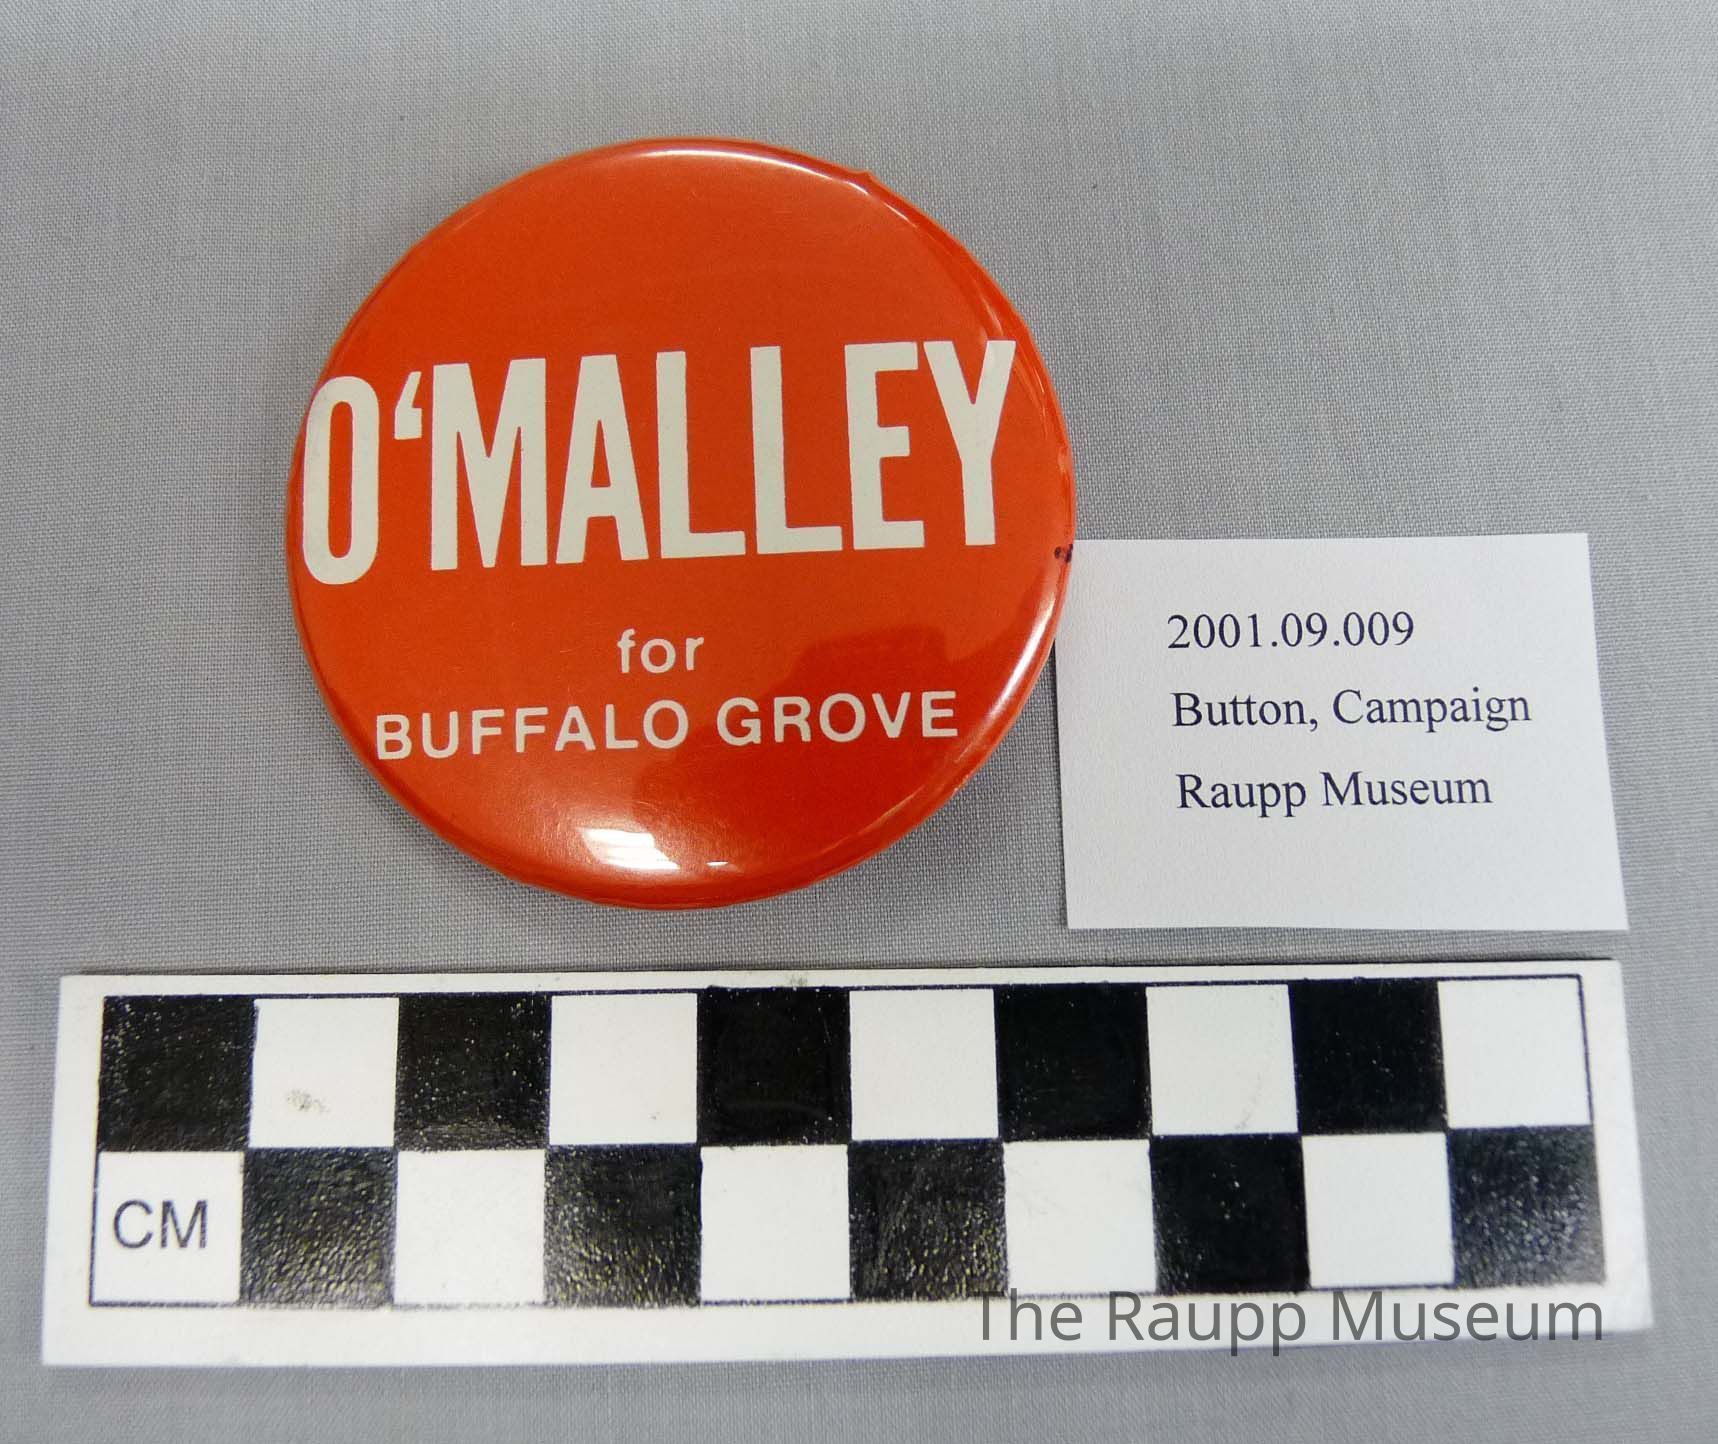 O‘MALLEY
for
BUFFALO GROVE
2001.09.009
Button, Campaign
Raupp Museum
CM
The Raupp Museum